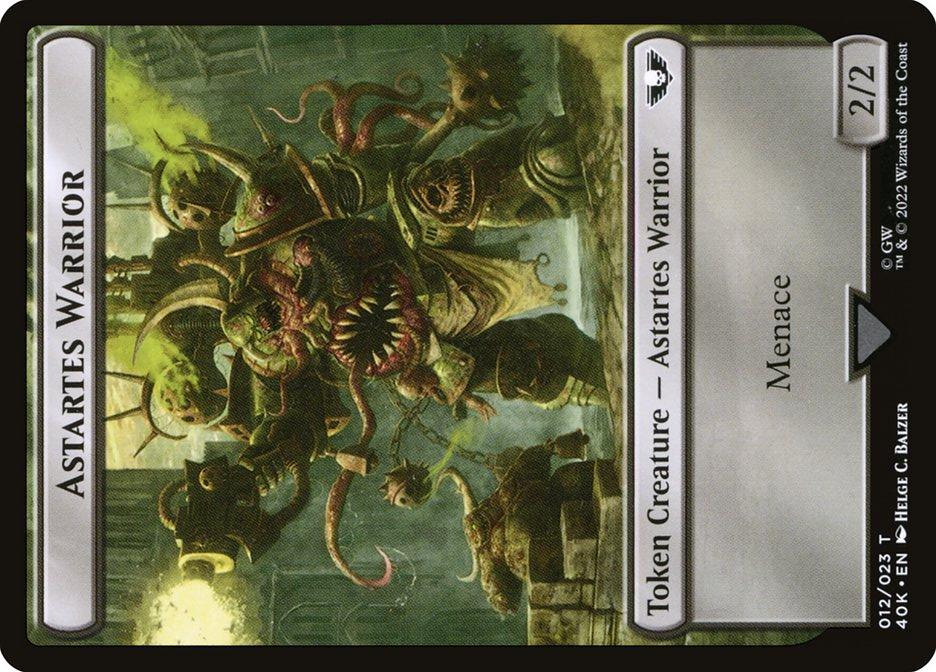 ASTARTES WARRIOR
Token Creature — Astartes Warrior
Menace
2/2
012/023 T
40K • EN HELGE C. BALZER
© GW
™ & © 2022 Wizards of the Coast